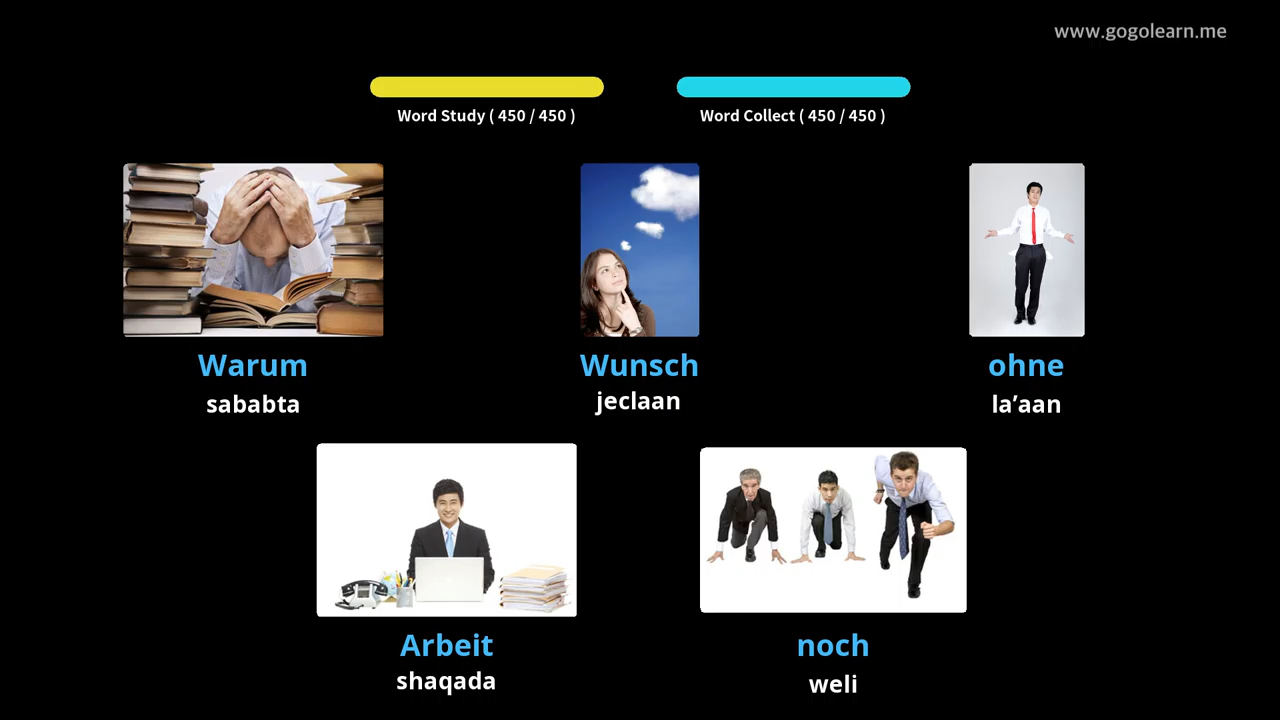 www.gogolearn.me
Word Study ( 450 / 450 )
Word Collect ( 450 / 450 )
Warum
sababta
Wunsch
jeclaan
ohne
la’aan
Arbeit
shaqada
noch
weli